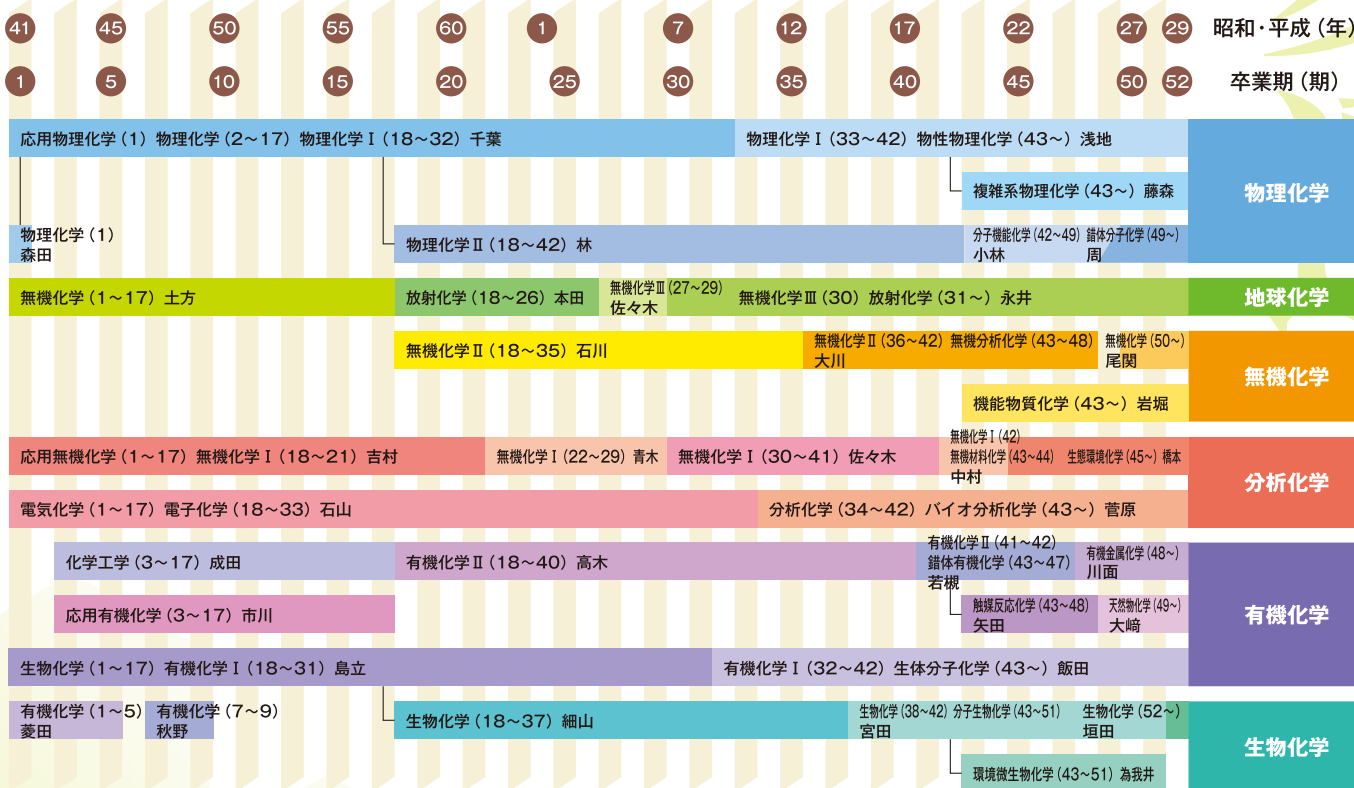 41 45 50 55 60 1 7 12 17 22 27 29 昭和・平成（年）
1 5 10 15 20 25 30 35 40 45 50 52 卒業期（期）
応用物理化学（1）物理化学（2〜17）物理化学Ⅰ（18〜32）千葉
物理化学Ⅰ（33〜42）物性物理化学（43〜）浅地
複雑系物理化学（43〜）藤森
物理化学
物理化学（1）
森田
物理化学Ⅱ（18〜42）林
分子機能化学（42〜49）
小林
錯体分子化学（49〜）
周
無機化学（1〜17）土方
放射化学（18〜26）本田
無機化学Ⅲ（27〜29）
佐々木
無機化学Ⅲ（30）放射化学（31〜）永井
地球化学
無機化学Ⅱ（18〜35）石川
無機化学Ⅱ（36〜42）無機分析化学（43〜48）
大川
無機化学（50〜）
尾関
機能物質化学（43〜）岩堀
無機化学
応用無機化学（1〜17）無機化学Ⅰ（18〜21）吉村
無機化学Ⅰ（22〜29）青木
無機化学Ⅰ（30〜41）佐々木
無機化学Ⅰ（42）
無機材料化学（43〜44）
中村
生態環境化学（45〜）橋本
電気化学（1〜17）電子化学（18〜33）石山
分析化学（34〜42）バイオ分析化学（43〜）菅原
分析化学
化学工学（3〜17）成田
有機化学Ⅱ（18〜40）高木
有機化学Ⅱ（41〜42）
錯体有機化学（43〜47）
若槻
有機金属化学（48〜）
川面
応用有機化学（3〜17）市川
触媒反応化学（43〜48）
矢田
天然物化学（49〜）
大﨑
有機化学
生物化学（1〜17）有機化学Ⅰ（18〜31）島立
有機化学Ⅰ（32〜42）生体分子化学（43〜）飯田
有機化学（1〜5）
菱田
有機化学（7〜9）
秋野
生物化学（18〜37）細山
生物化学（38〜42）分子生物化学（43〜51）
宮田
生物化学（52〜）
垣田
環境微生物化学（43〜51）為我井
生物化学